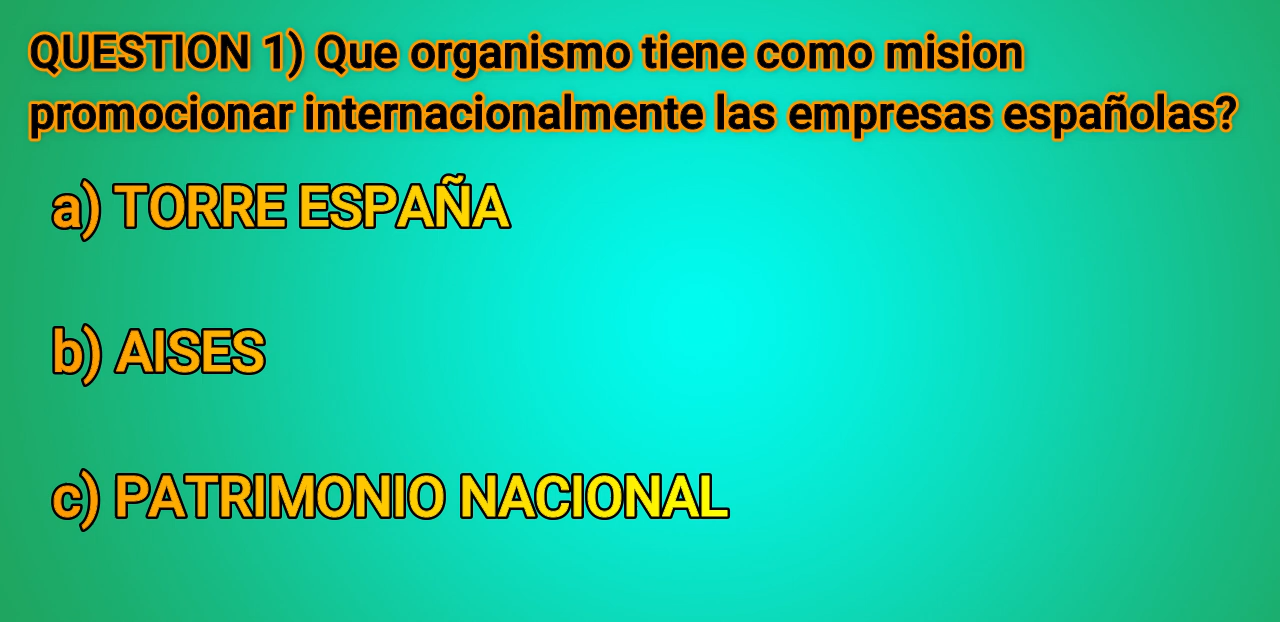 QUESTION 1) Que organismo tiene como mision
promocionar internacionalmente las empresas españolas?
a) TORRE ESPAÑA
b) AISES
c) PATRIMONIO NACIONAL